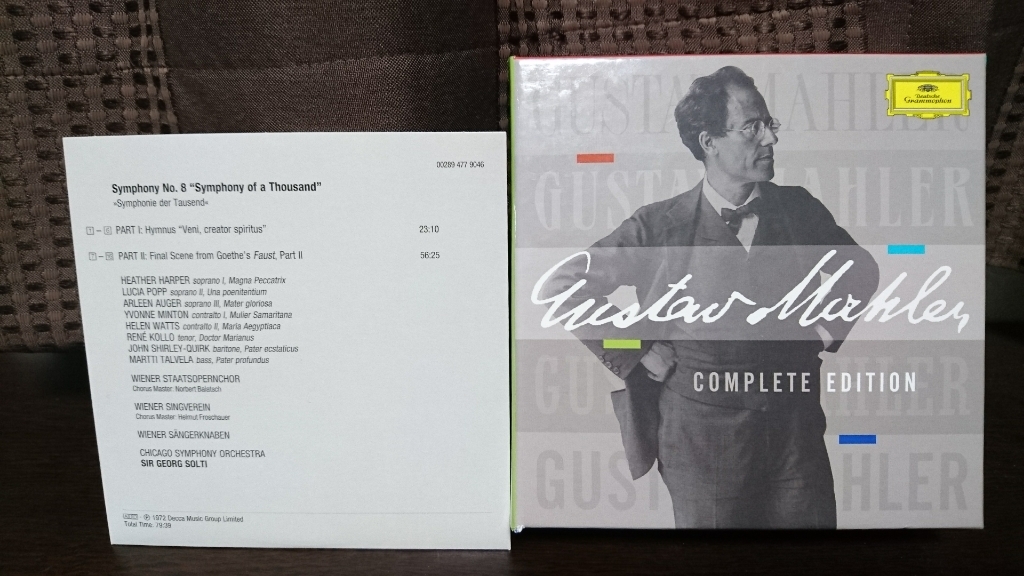 00289 477 9046
Symphony No. 8 “Symphony of a Thousand”
»Symphonie der Tausend«
1 – 6 PART I: Hymnus “Veni, creator spiritus” 23:10
7 – PART II: Final Scene from Goethe's Faust, Part II 56:25
HEATHER HARPER soprano I, Magna Peccatrix
LUCIA POPP soprano II, Una poenitentium
ARLEEN AUGER soprano III, Mater gloriosa
YVONNE MINTON contralto I, Mulier Samaritana
HELEN WATTS contralto II, Maria Aegyptiaca
RENÉ KOLLO tenor, Doctor Marianus
JOHN SHIRLEY-QUIRK baritone, Pater ecstaticus
MARTTI TALVELA bass, Pater profundus
WIENER STAATSOPERNCHOR
Chorus Master: Norbert Balatsch
WIENER SINGVEREIN
Chorus Master: Helmut Froschauer
WIENER SÄNGERKNABEN
CHICAGO SYMPHONY ORCHESTRA
SIR GEORG SOLTI
℗ 1972 Decca Music Group Limited
Total Time: 79:39
GUSTAV MAHLER
Deutsche
Grammophon
GUSTAV MAHLER
Gustav Mahler
GUSTAV MAHLER
COMPLETE EDITION
GUSTAV MAHLER